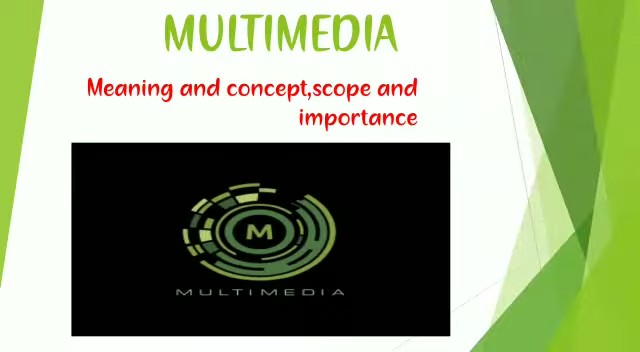 MULTIMEDIA
Meaning and concept,scope and
importance
M
MULTIMEDIA